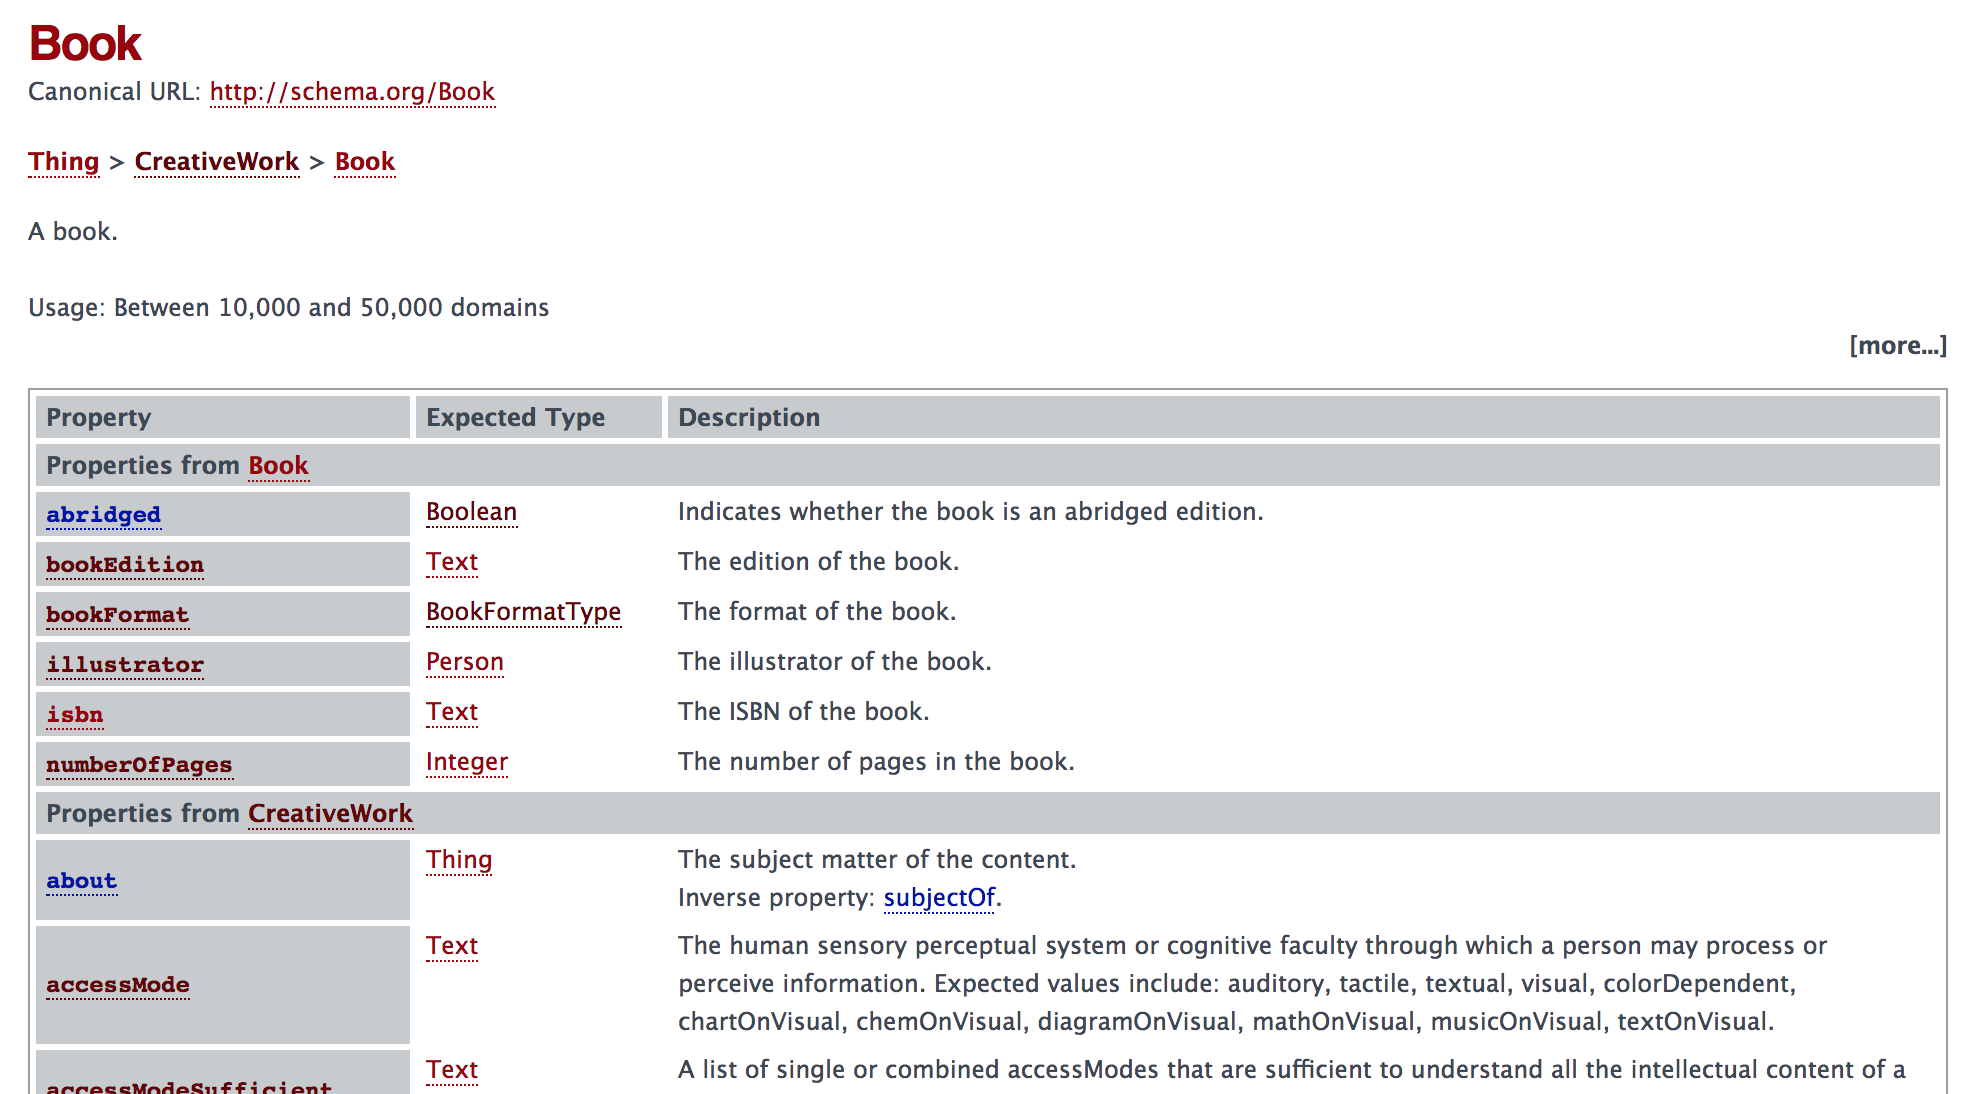 Book
Canonical URL: http://schema.org/Book
Thing > CreativeWork > Book
A book.
Usage: Between 10,000 and 50,000 domains
[more...]
Property Expected Type Description
Properties from Book
abridged Boolean Indicates whether the book is an abridged edition.
bookEdition Text The edition of the book.
bookFormat BookFormatType The format of the book.
illustrator Person The illustrator of the book.
isbn Text The ISBN of the book.
numberOfPages Integer The number of pages in the book.
Properties from CreativeWork
about Thing The subject matter of the content.
Inverse property: subjectOf.
accessMode Text The human sensory perceptual system or cognitive faculty through which a person may process or
perceive information. Expected values include: auditory, tactile, textual, visual, colorDependent,
chartOnVisual, chemOnVisual, diagramOnVisual, mathOnVisual, musicOnVisual, textOnVisual.
accessModeSufficient Text A list of single or combined accessModes that are sufficient to understand all the intellectual content of a